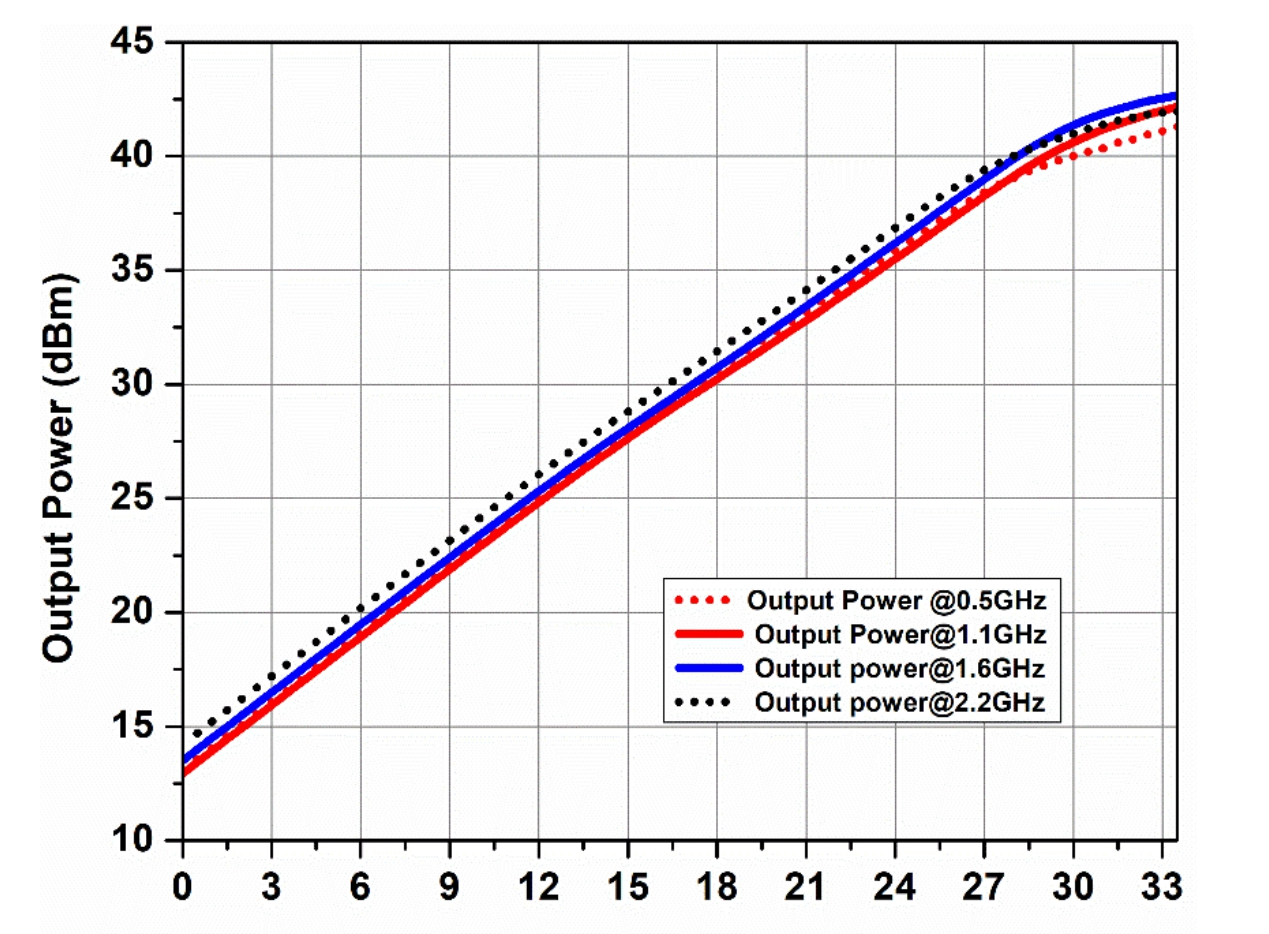 45
40
35
30
25
20
15
10
Output Power (dBm)
Output Power @0.5GHz
Output Power@1.1GHz
Output power@1.6GHz
Output power@2.2GHz
0 3 6 9 12 15 18 21 24 27 30 33